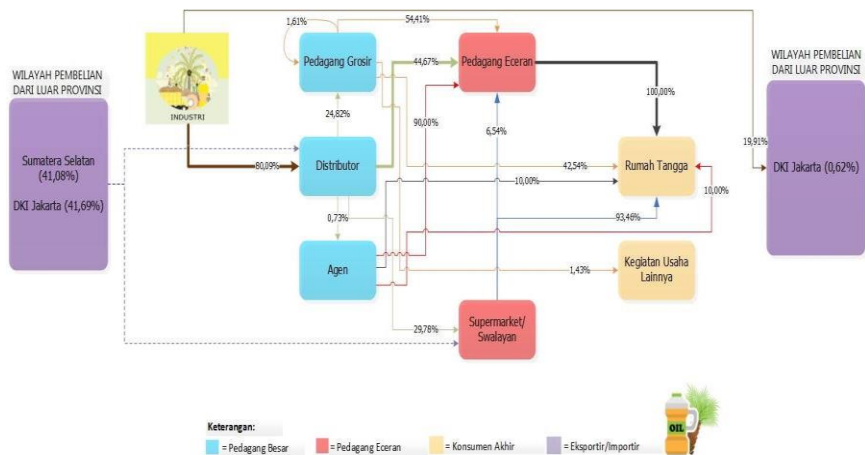 WILAYAH PEMBELIAN
DARI LUAR PROVINSI
Sumatera Selatan
(41,08%)
DKI Jakarta (41,69%)
INDUSTRI
80,09%
1,61%
54,41%
Pedagang Grosir
44,67%
Pedagang Eceran
24,82%
90,00%
6,54%
100,00%
Distributor
42,54%
Rumah Tangga
10,00%
10,00%
0,73%
93,46%
Agen
1,43%
Kegiatan Usaha
Lainnya
29,78%
Supermarket/
Swalayan
19,91%
WILAYAH PEMBELIAN
DARI LUAR PROVINSI
DKI Jakarta (0,62%)
OIL
Keterangan:
= Pedagang Besar
= Pedagang Eceran
= Konsumen Akhir
= Eksportir/Importir